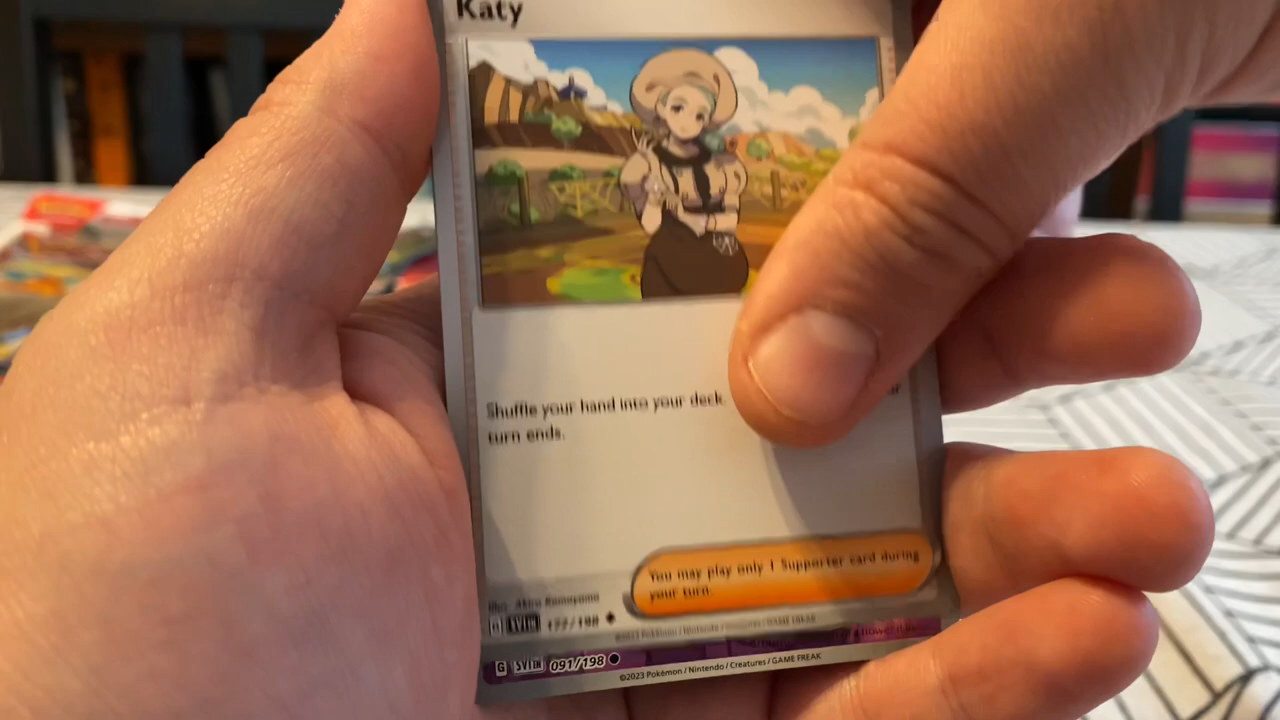 Katy
Shuffle your hand into your deck
turn ends.
You may play only 1 Supporter card during
your turn.
Illus. Akira Komayama
G SVI EN 177/198
©2023 Pokémon / Nintendo / Creatures / GAME FREAK
G SVI EN 091/198
©2023 Pokémon / Nintendo / Creatures / GAME FREAK